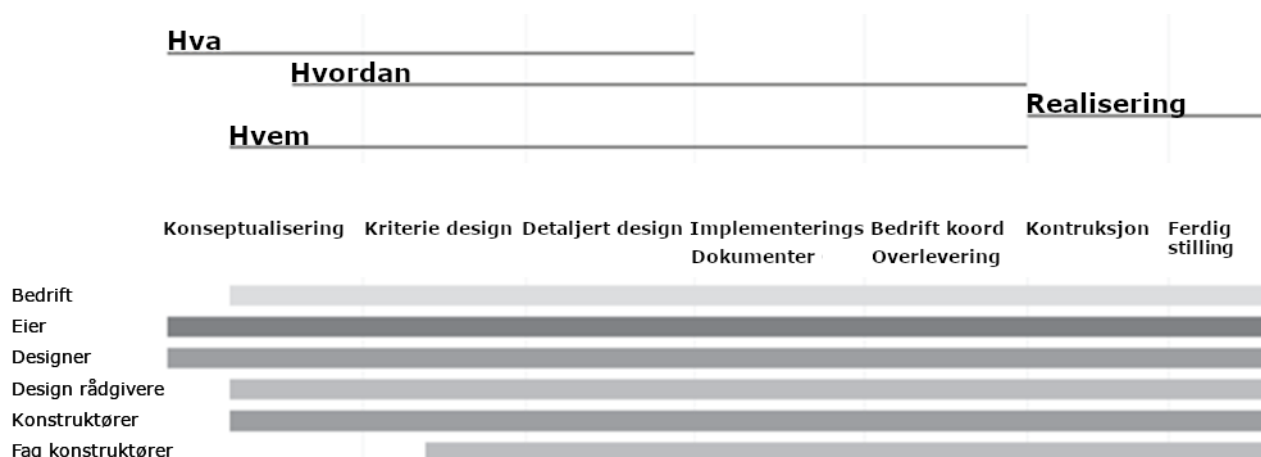 Hva
Hvordan
Realisering
Hvem
Konseptualisering Kriterie design Detaljert design Implementerings Bedrift koord Kontruksjon Ferdig
Dokumenter Overlevering stilling
Bedrift
Eier
Designer
Design rådgivere
Konstruktører
Fag konstruktører